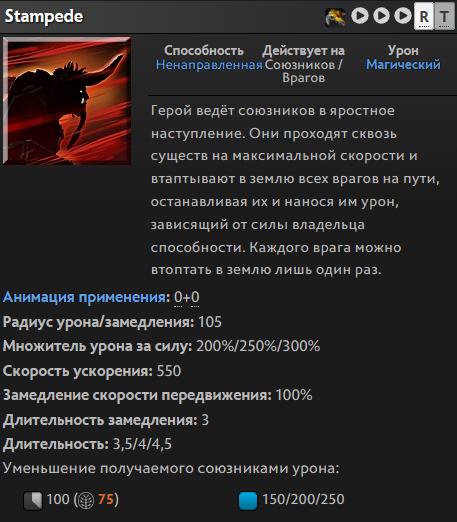 Stampede
R T
Способность
Ненаправленная
Действует на
Союзников /
Врагов
Урон
Магический
Герой ведёт союзников в яростное
наступление. Они проходят сквозь
существ на максимальной скорости и
втаптывают в землю всех врагов на пути,
останавливая их и нанося им урон,
зависящий от силы владельца
способности. Каждого врага можно
втоптать в землю лишь один раз.
Анимация применения: 0+0
Радиус урона/замедления: 105
Множитель урона за силу: 200%/250%/300%
Скорость ускорения: 550
Замедление скорости передвижения: 100%
Длительность замедления: 3
Длительность: 3,5/4/4,5
Уменьшение получаемого союзниками урона:
100 ( 75) 150/200/250